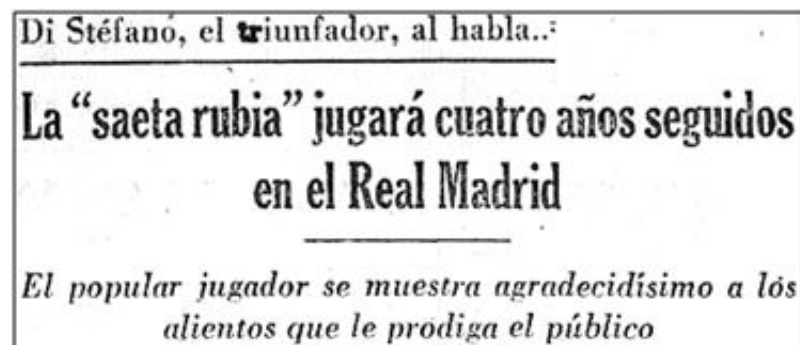 Di Stéfano, el triunfador, al habla...
La “saeta rubia” jugará cuatro años seguidos
en el Real Madrid
El popular jugador se muestra agradecidísimo a los
alientos que le prodiga el público